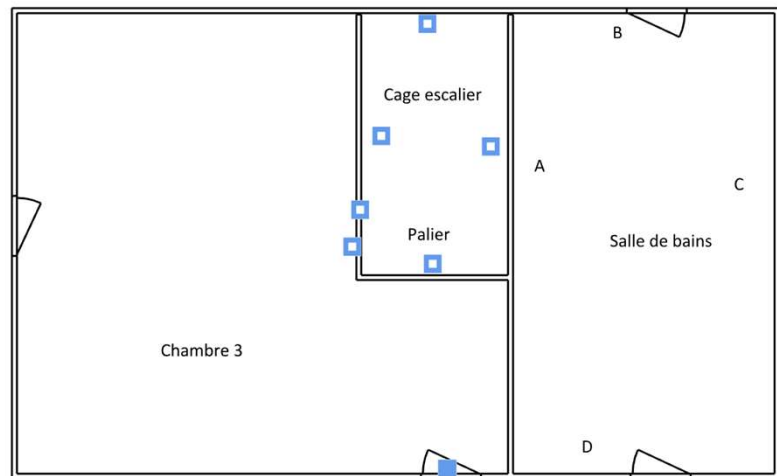 B
Cage escalier
A
C
Palier
Salle de bains
Chambre 3
D